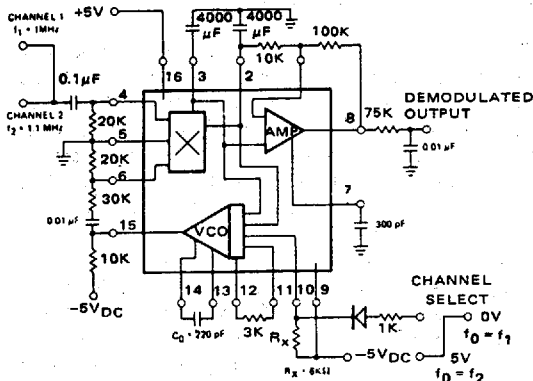 CHANNEL 1
f₁ = 1MHz
+5V
4000 μF
4000 μF
10K
100K
16
3
2
0.1μF
4
CHANNEL 2
f₂ = 1.1 MHz
20K
5
20K
6
30K
0.01 μF
15
10K
-5VDC
AMP
VCO
8
75K
DEMODULATED OUTPUT
0.01 μF
7
300 pF
14
13
12
11
10
9
C₀ = 220 pF
3K
RX
RX = 6KΩ
1K
CHANNEL SELECT
0V
f₀ = f₁
-5VDC
5V
f₀ = f₂